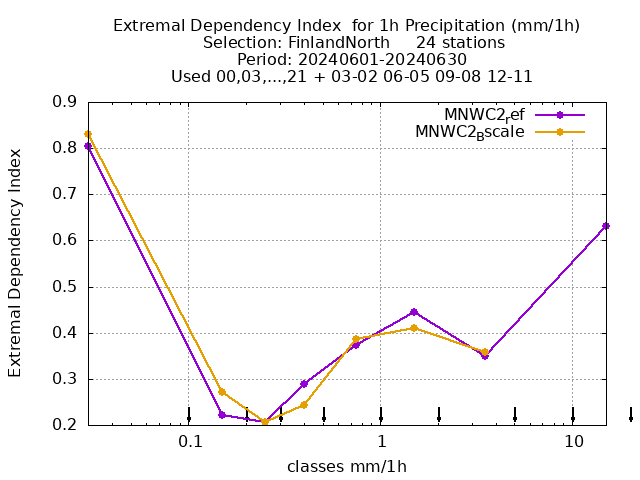 Extremal Dependency Index  for 1h Precipitation (mm/1h)
Selection: FinlandNorth     24 stations
Period: 20240601-20240630
Used 00,03,...,21 + 03-02 06-05 09-08 12-11
MNWC2ref
MNWC2Bscale
0.9
0.8
0.7
0.6
0.5
0.4
0.3
0.2
Extremal Dependency Index
0.1
1
10
classes mm/1h